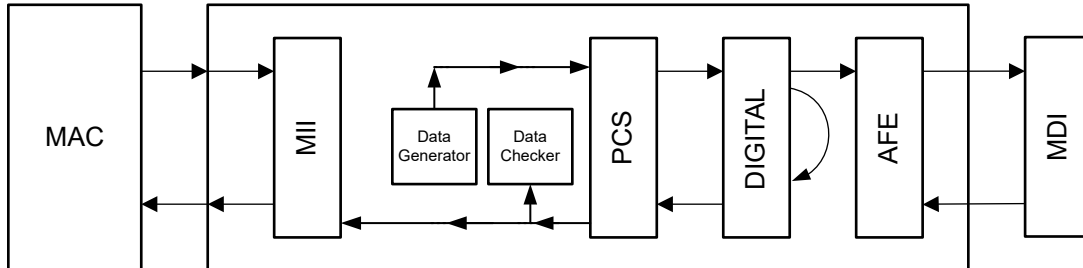 MAC
MII
Data
Generator
Data
Checker
PCS
DIGITAL
AFE
MDI